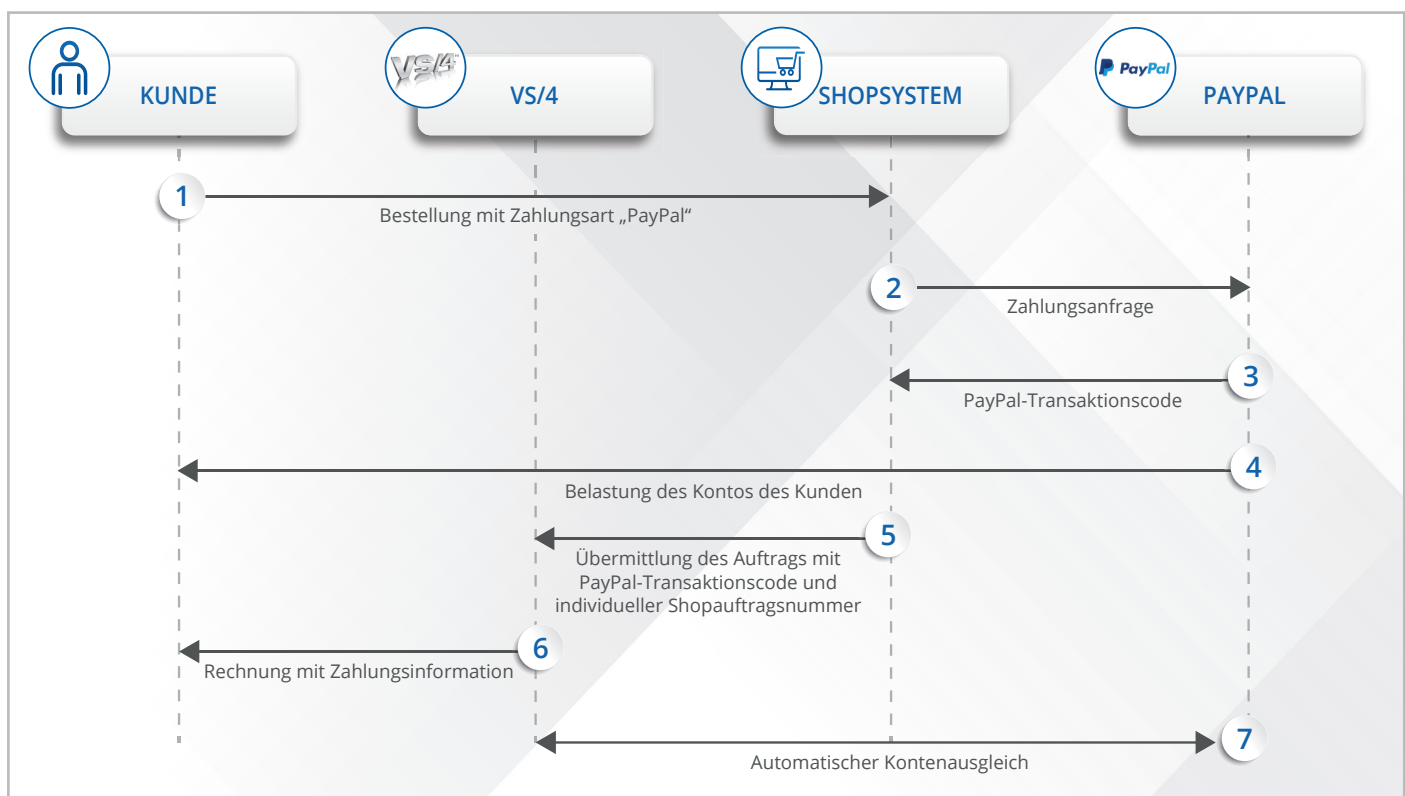 KUNDE
VS/4
VS/4
PayPal
SHOPSYSTEM
PAYPAL
1
Bestellung mit Zahlungsart „PayPal“
2
Zahlungsanfrage
3
PayPal-Transaktionscode
4
Belastung des Kontos des Kunden
5
Übermittlung des Auftrags mit
PayPal-Transaktionscode und
individueller Shopauftragsnummer
6
Rechnung mit Zahlungsinformation
7
Automatischer Kontenausgleich